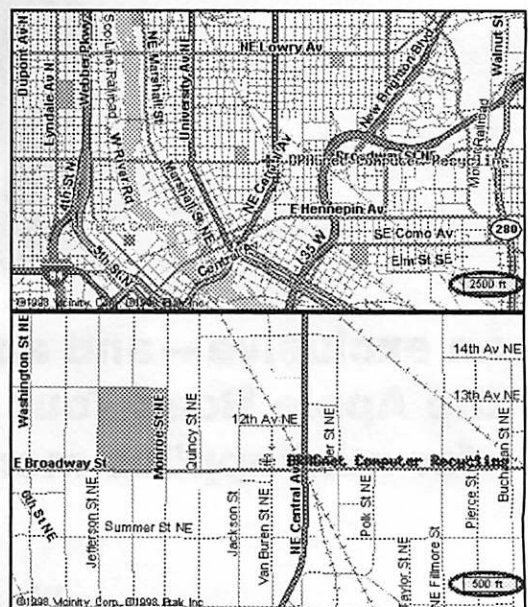 Dupont Av N
Lyndale Av N
Webber Pkwy
Soo Line Railroad
W River Rd
NE Marshall St
University Av NE
NE Lowry Av
New Brighton Blvd
Walnut St
4th St N
Marshall St NE
NE Central Av
DRAGnet Computer Recycling
Broadway St NE
E Hennepin Av
SE Como Av
280
5th St N
Central
I 35 W
Elm St SE
2500 ft
©1998 Vicinity Corp. ©1998 Etak Inc
Washington St NE
14th Av NE
13th Av NE
12th Av NE
Monroe St NE
Quincy St NE
E Broadway St
DRAGnet Computer Recycling
6th St NE
Jefferson St NE
Summer St NE
Jackson St
Van Buren St NE
NE Central Av
Polk St NE
Taylor St NE
NE Fillmore St
Pierce St
Buchanan St NE
500 ft
©1998 Vicinity Corp. ©1998 Etak Inc